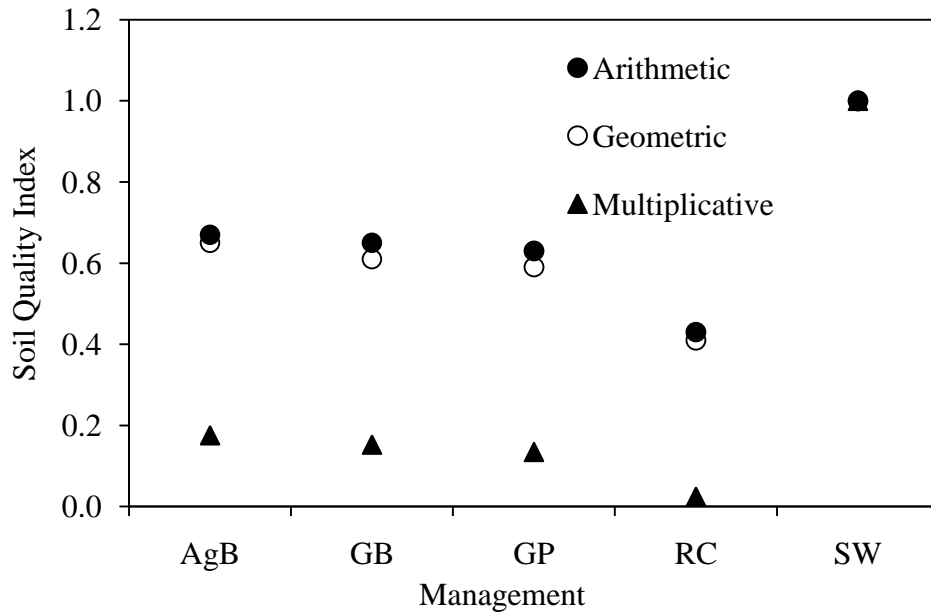 1.2
1.0
0.8
0.6
0.4
0.2
0.0
Soil Quality Index
Arithmetic
Geometric
Multiplicative
AgB GB GP RC SW
Management